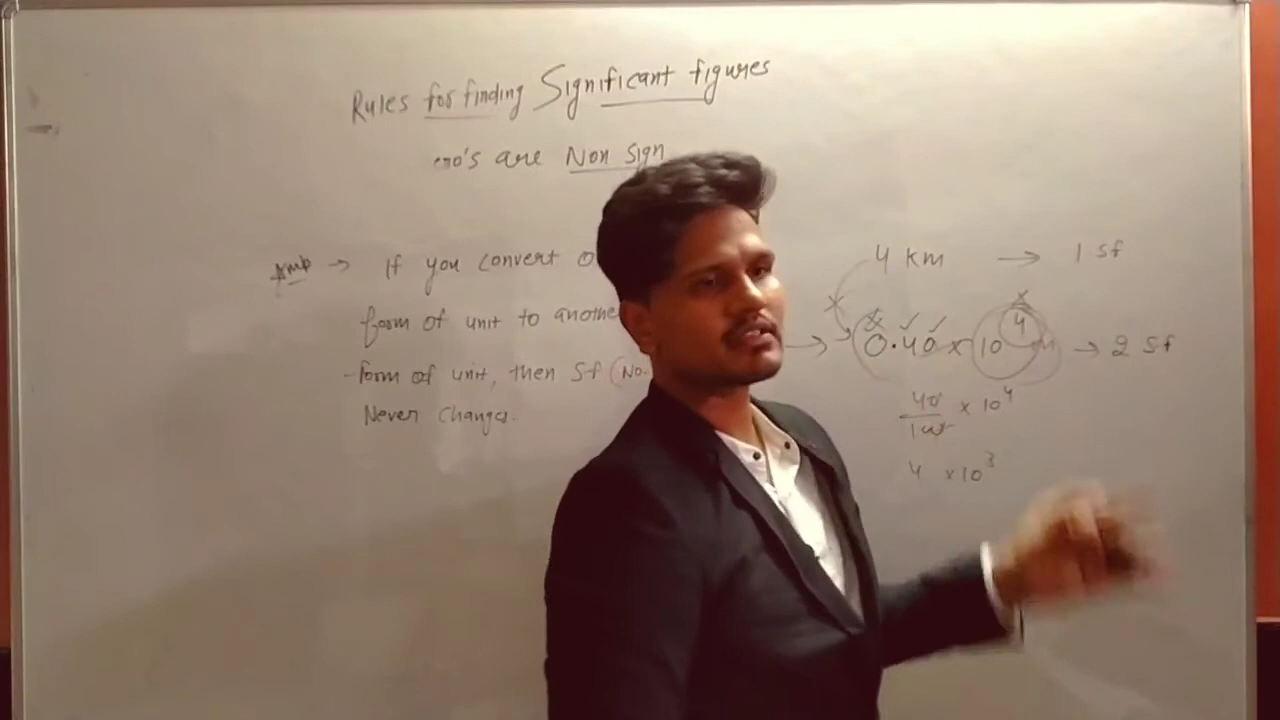 Rules for finding Significant figures
ero's are Non Sign
Imp → If you convert o
form of unit to anothe
-form of unit, then Sf (No.
Never Changes.
4 km → 1 Sf
→ 0.40 × 10⁴ m → 2 Sf
40/100 × 10⁴
4 × 10³